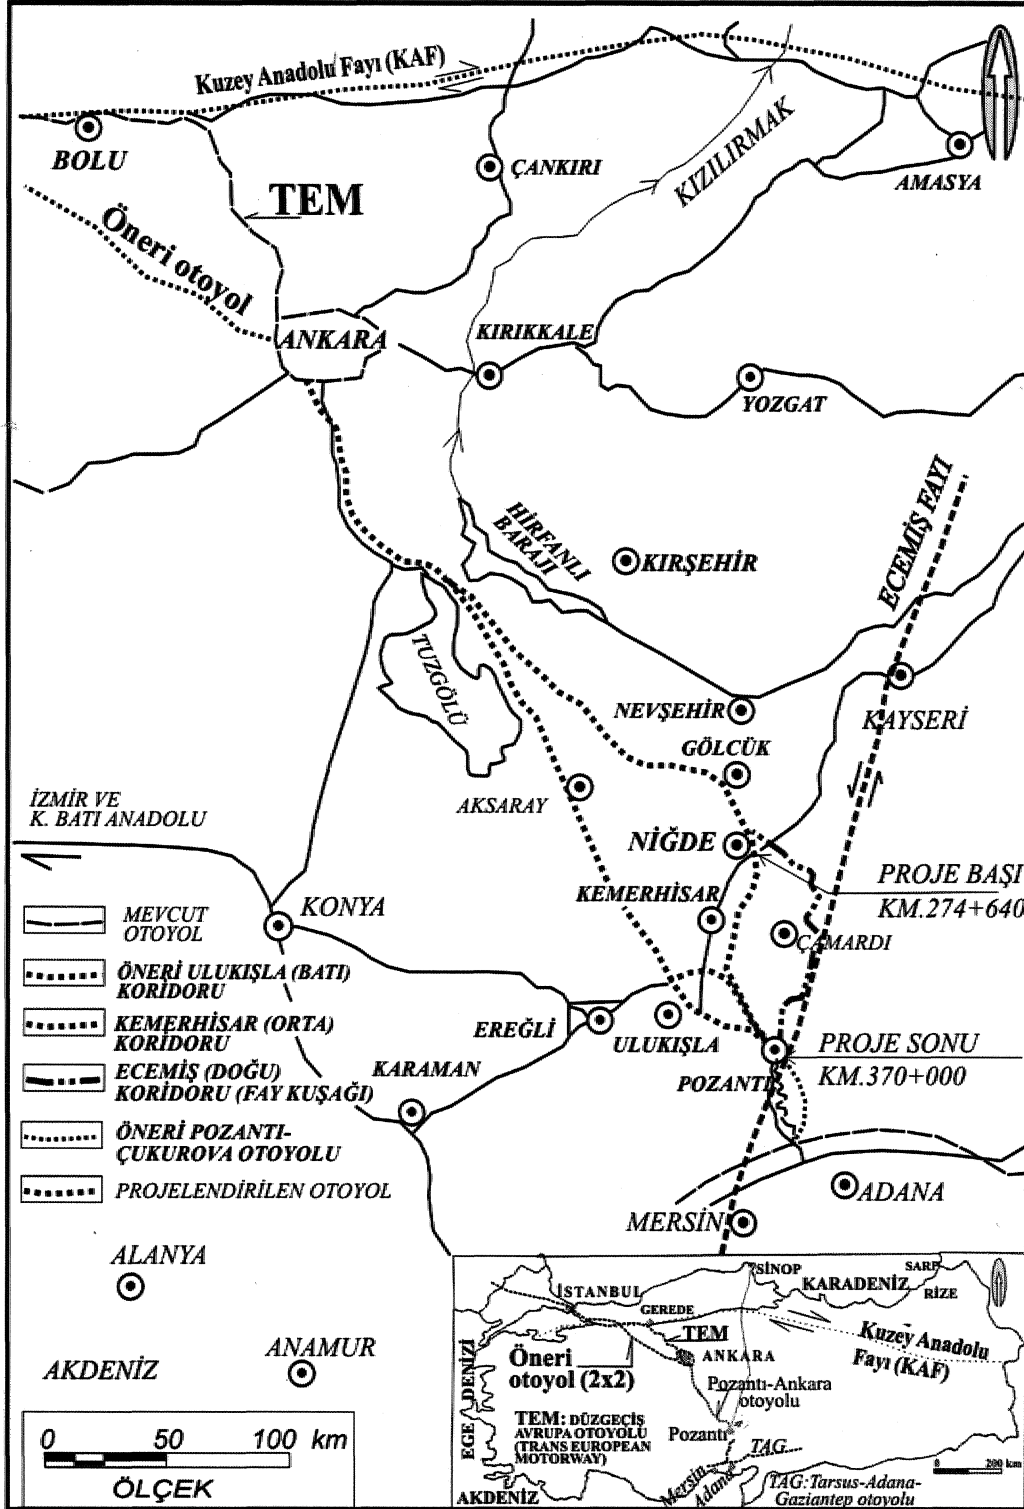 Kuzey Anadolu Fayı (KAF)
BOLU
TEM
ÇANKIRI
KIZILIRMAK
AMASYA
Öneri otoyol
ANKARA
KIRIKKALE
YOZGAT
ECEMİŞ FAYI
HİRFANLI
BARAJI
KIRŞEHİR
TUZGÖLÜ
NEVŞEHİR
KAYSERİ
GÖLCÜK
AKSARAY
İZMİR VE
K. BATI ANADOLU
NİĞDE
PROJE BAŞI
KM.274+640
KEMERHİSAR
KONYA
ÇAMARDI
MEVCUT
OTOYOL
ÖNERİ ULUKIŞLA (BATI)
KORİDORU
KEMERHİSAR (ORTA)
KORİDORU
ECEMİŞ (DOĞU)
KORİDORU (FAY KUŞAĞI)
ÖNERİ POZANTI-
ÇUKUROVA OTOYOLU
PROJELENDİRİLEN OTOYOL
EREĞLİ
ULUKIŞLA
PROJE SONU
KM.370+000
KARAMAN
POZANTI
ADANA
MERSİN
ALANYA
AKDENİZ
ANAMUR
0 50 100 km
ÖLÇEK
SİNOP
SARP
KARADENİZ
RİZE
İSTANBUL
GEREDE
TEM
Kuzey Anadolu
Fayı (KAF)
Öneri
otoyol (2x2)
ANKARA
Pozantı-Ankara
otoyolu
EGE DENİZİ
TEM: DÜZGEÇİŞ
AVRUPA OTOYOLU
(TRANS EUROPEAN
MOTORWAY)
Pozantı
TAG
Mersin
Adana
0 200 km
AKDENİZ
TAG:Tarsus-Adana-
Gaziantep otoyolu